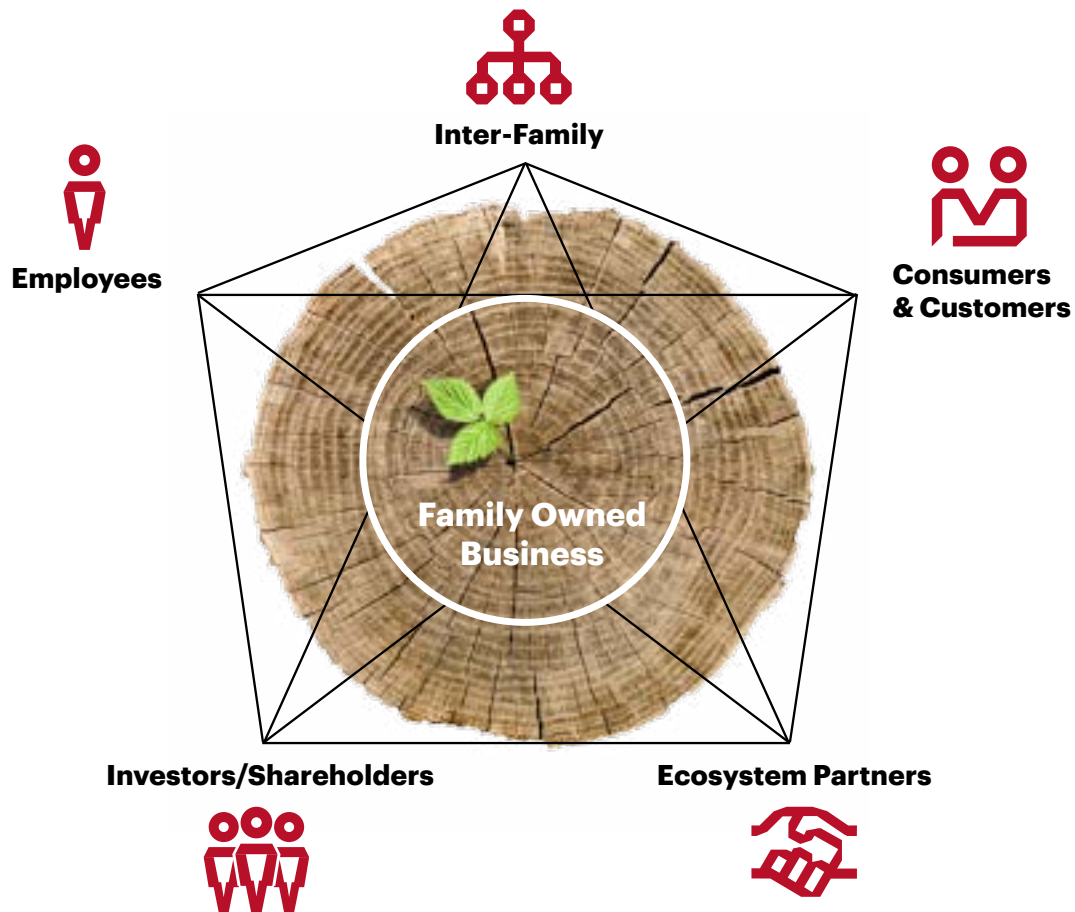 Inter-Family
Employees
Consumers
& Customers
Family Owned
Business
Investors/Shareholders
Ecosystem Partners